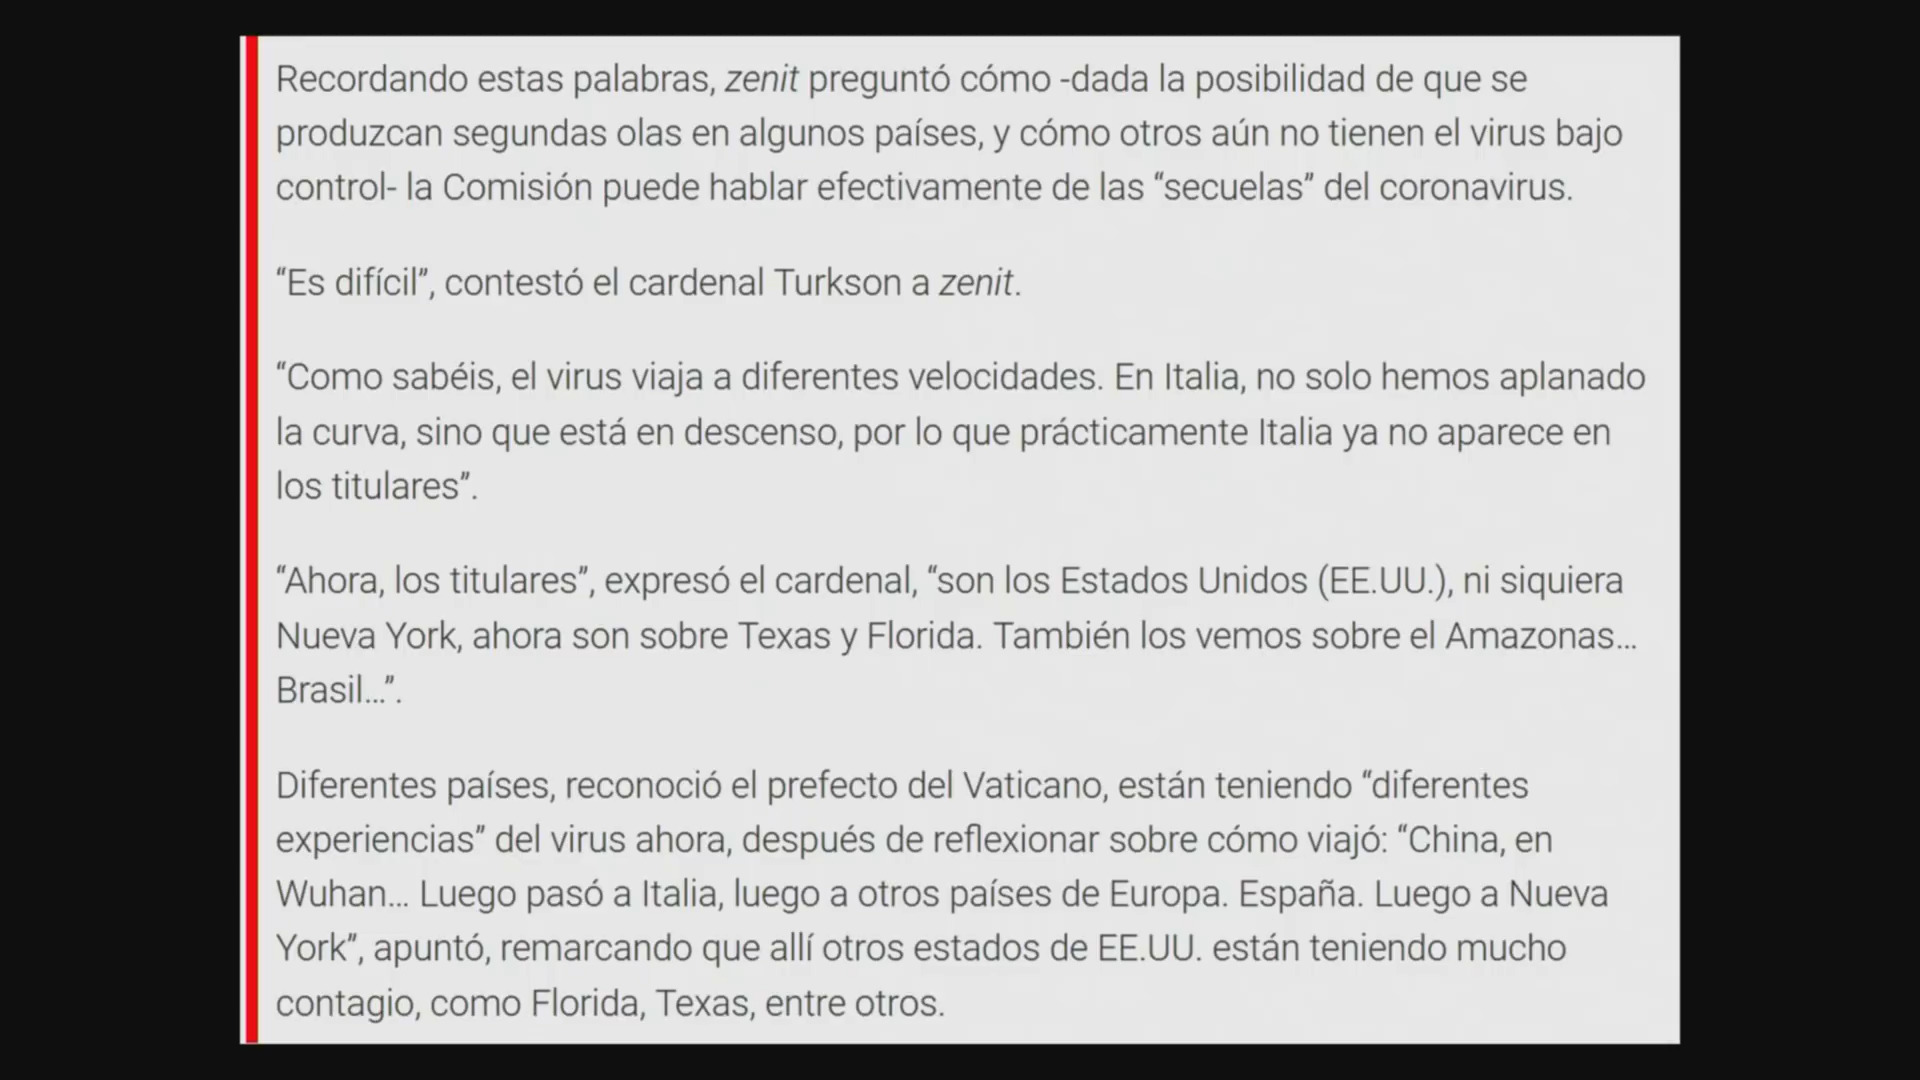 Recordando estas palabras, zenit preguntó cómo -dada la posibilidad de que se
produzcan segundas olas en algunos países, y cómo otros aún no tienen el virus bajo
control- la Comisión puede hablar efectivamente de las “secuelas” del coronavirus.
“Es difícil”, contestó el cardenal Turkson a zenit.
“Como sabéis, el virus viaja a diferentes velocidades. En Italia, no solo hemos aplanado
la curva, sino que está en descenso, por lo que prácticamente Italia ya no aparece en
los titulares”.
“Ahora, los titulares”, expresó el cardenal, “son los Estados Unidos (EE.UU.), ni siquiera
Nueva York, ahora son sobre Texas y Florida. También los vemos sobre el Amazonas…
Brasil…”.
Diferentes países, reconoció el prefecto del Vaticano, están teniendo “diferentes
experiencias” del virus ahora, después de reflexionar sobre cómo viajó: “China, en
Wuhan… Luego pasó a Italia, luego a otros países de Europa. España. Luego a Nueva
York”, apuntó, remarcando que allí otros estados de EE.UU. están teniendo mucho
contagio, como Florida, Texas, entre otros.